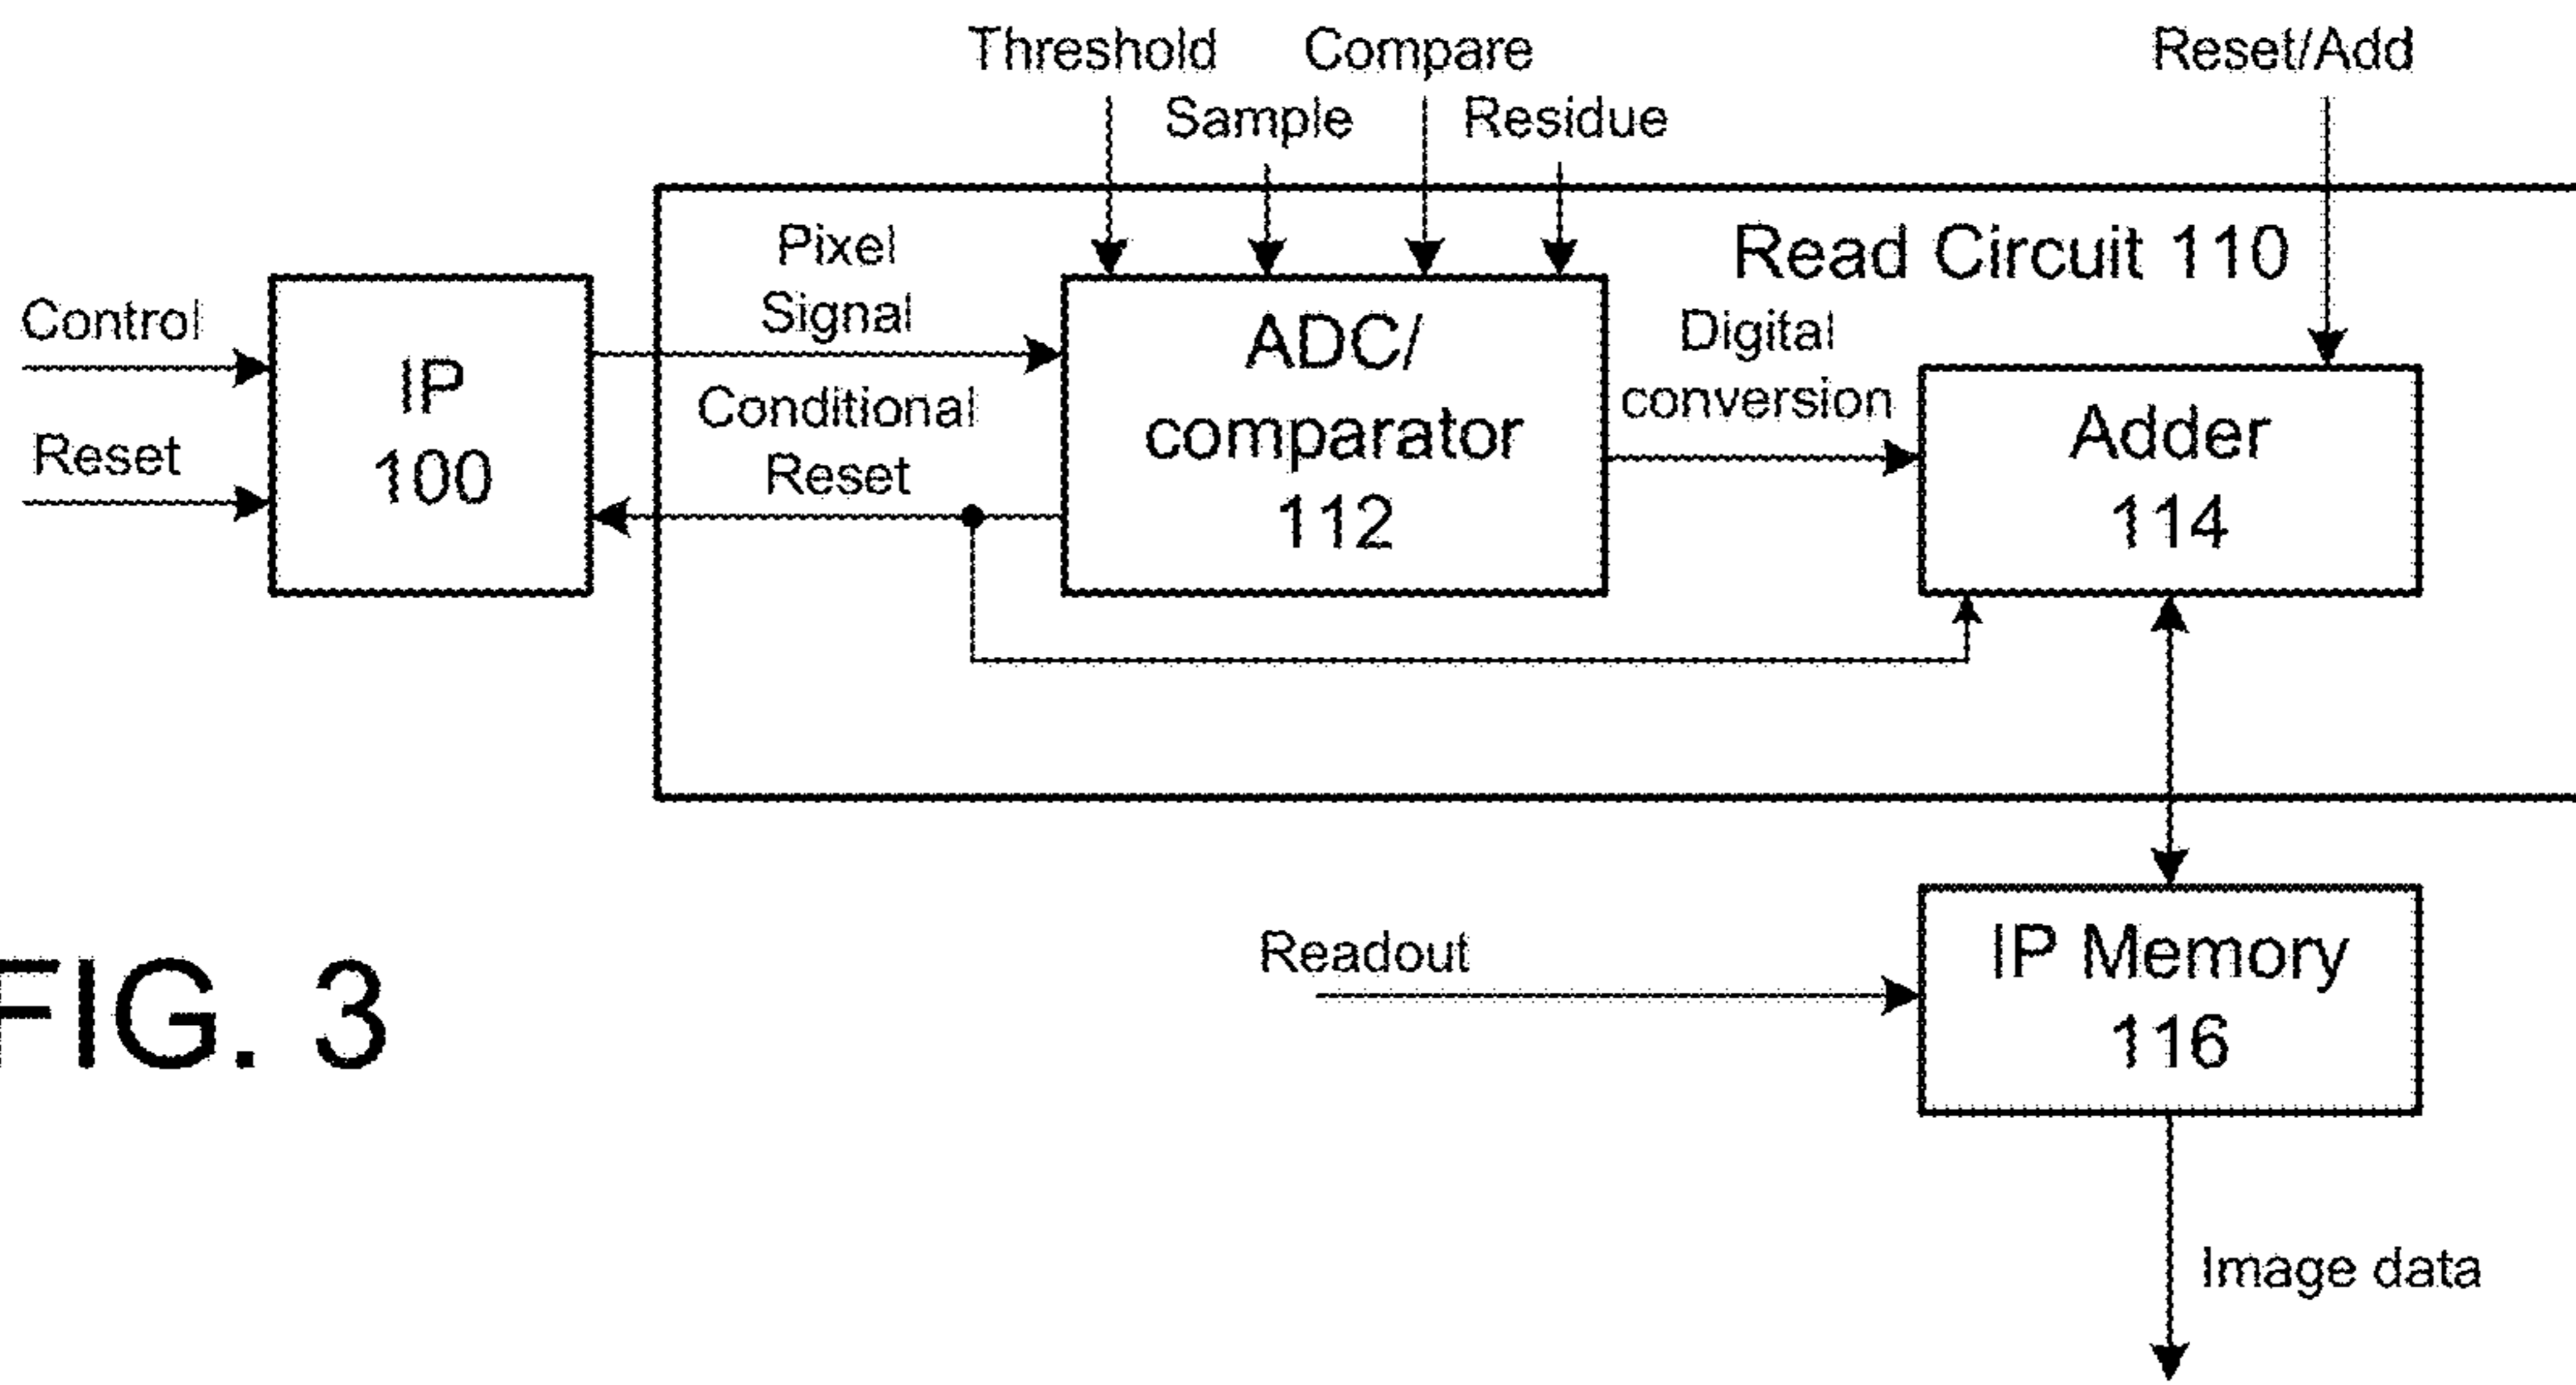 Threshold
Compare
Reset/Add
Sample
Residue
Read Circuit 110
Pixel
Signal
Control
IP
100
Reset
ADC/
comparator
112
Digital
conversion
Conditional
Reset
Adder
114
Readout
IP Memory
116
FIG. 3
Image data